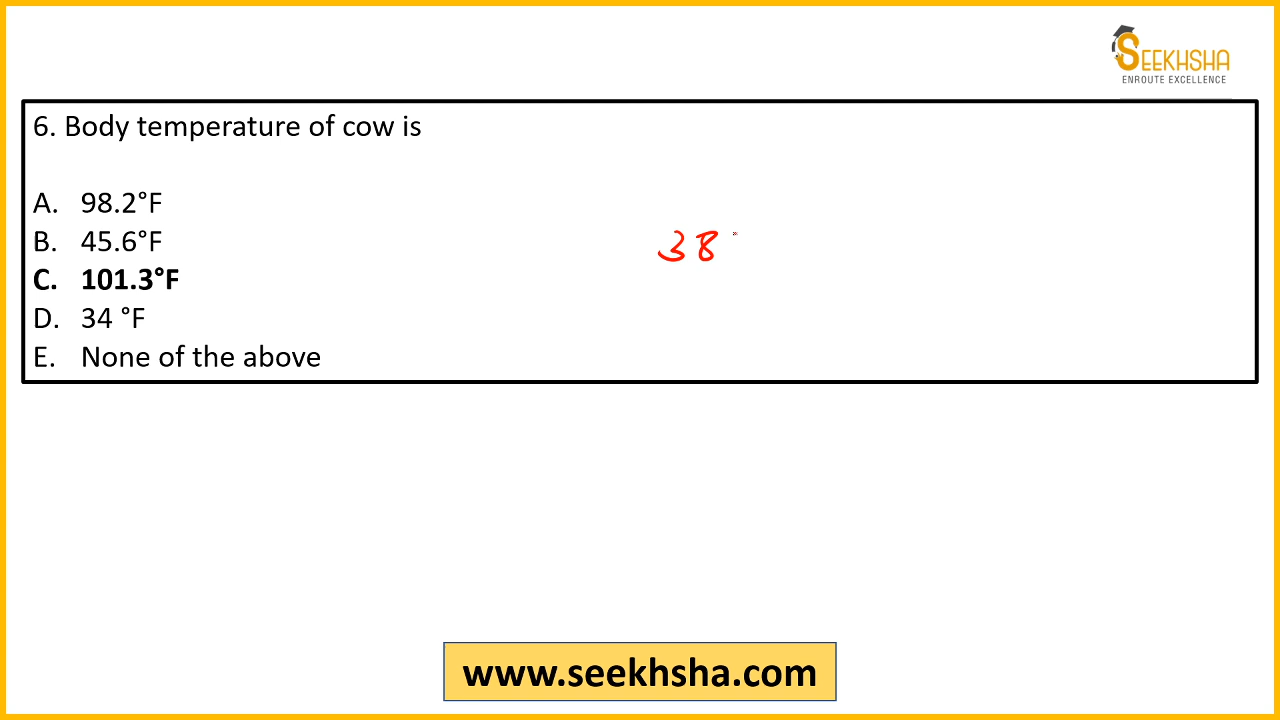 SEEKHSHA
ENROUTE EXCELLENCE
6. Body temperature of cow is
A. 98.2°F
B. 45.6°F
C. 101.3°F
D. 34 °F
E. None of the above
38
www.seekhsha.com